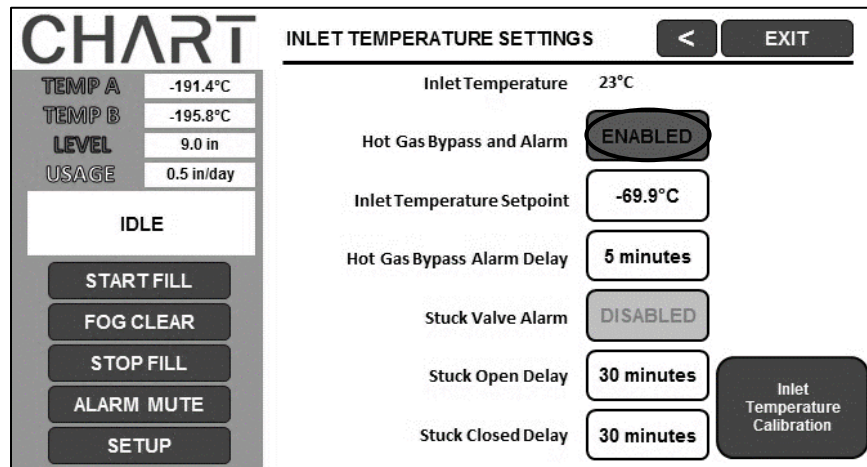 CHART
INLET TEMPERATURE SETTINGS < EXIT
TEMP A -191.4°C
TEMP B -195.8°C
LEVEL 9.0 in
USAGE 0.5 in/day
IDLE
START FILL
FOG CLEAR
STOP FILL
ALARM MUTE
SETUP
Inlet Temperature 23°C
Hot Gas Bypass and Alarm ENABLED
Inlet Temperature Setpoint -69.9°C
Hot Gas Bypass Alarm Delay 5 minutes
Stuck Valve Alarm DISABLED
Stuck Open Delay 30 minutes
Stuck Closed Delay 30 minutes
Inlet
Temperature
Calibration